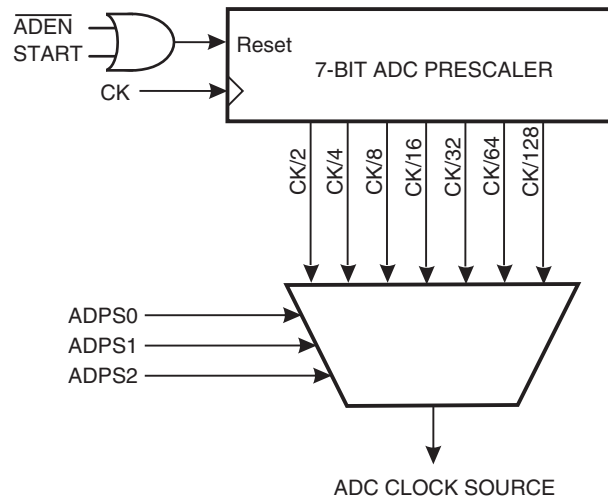 ADEN
START
Reset
7-BIT ADC PRESCALER
CK
CK/2
CK/4
CK/8
CK/16
CK/32
CK/64
CK/128
ADPS0
ADPS1
ADPS2
ADC CLOCK SOURCE